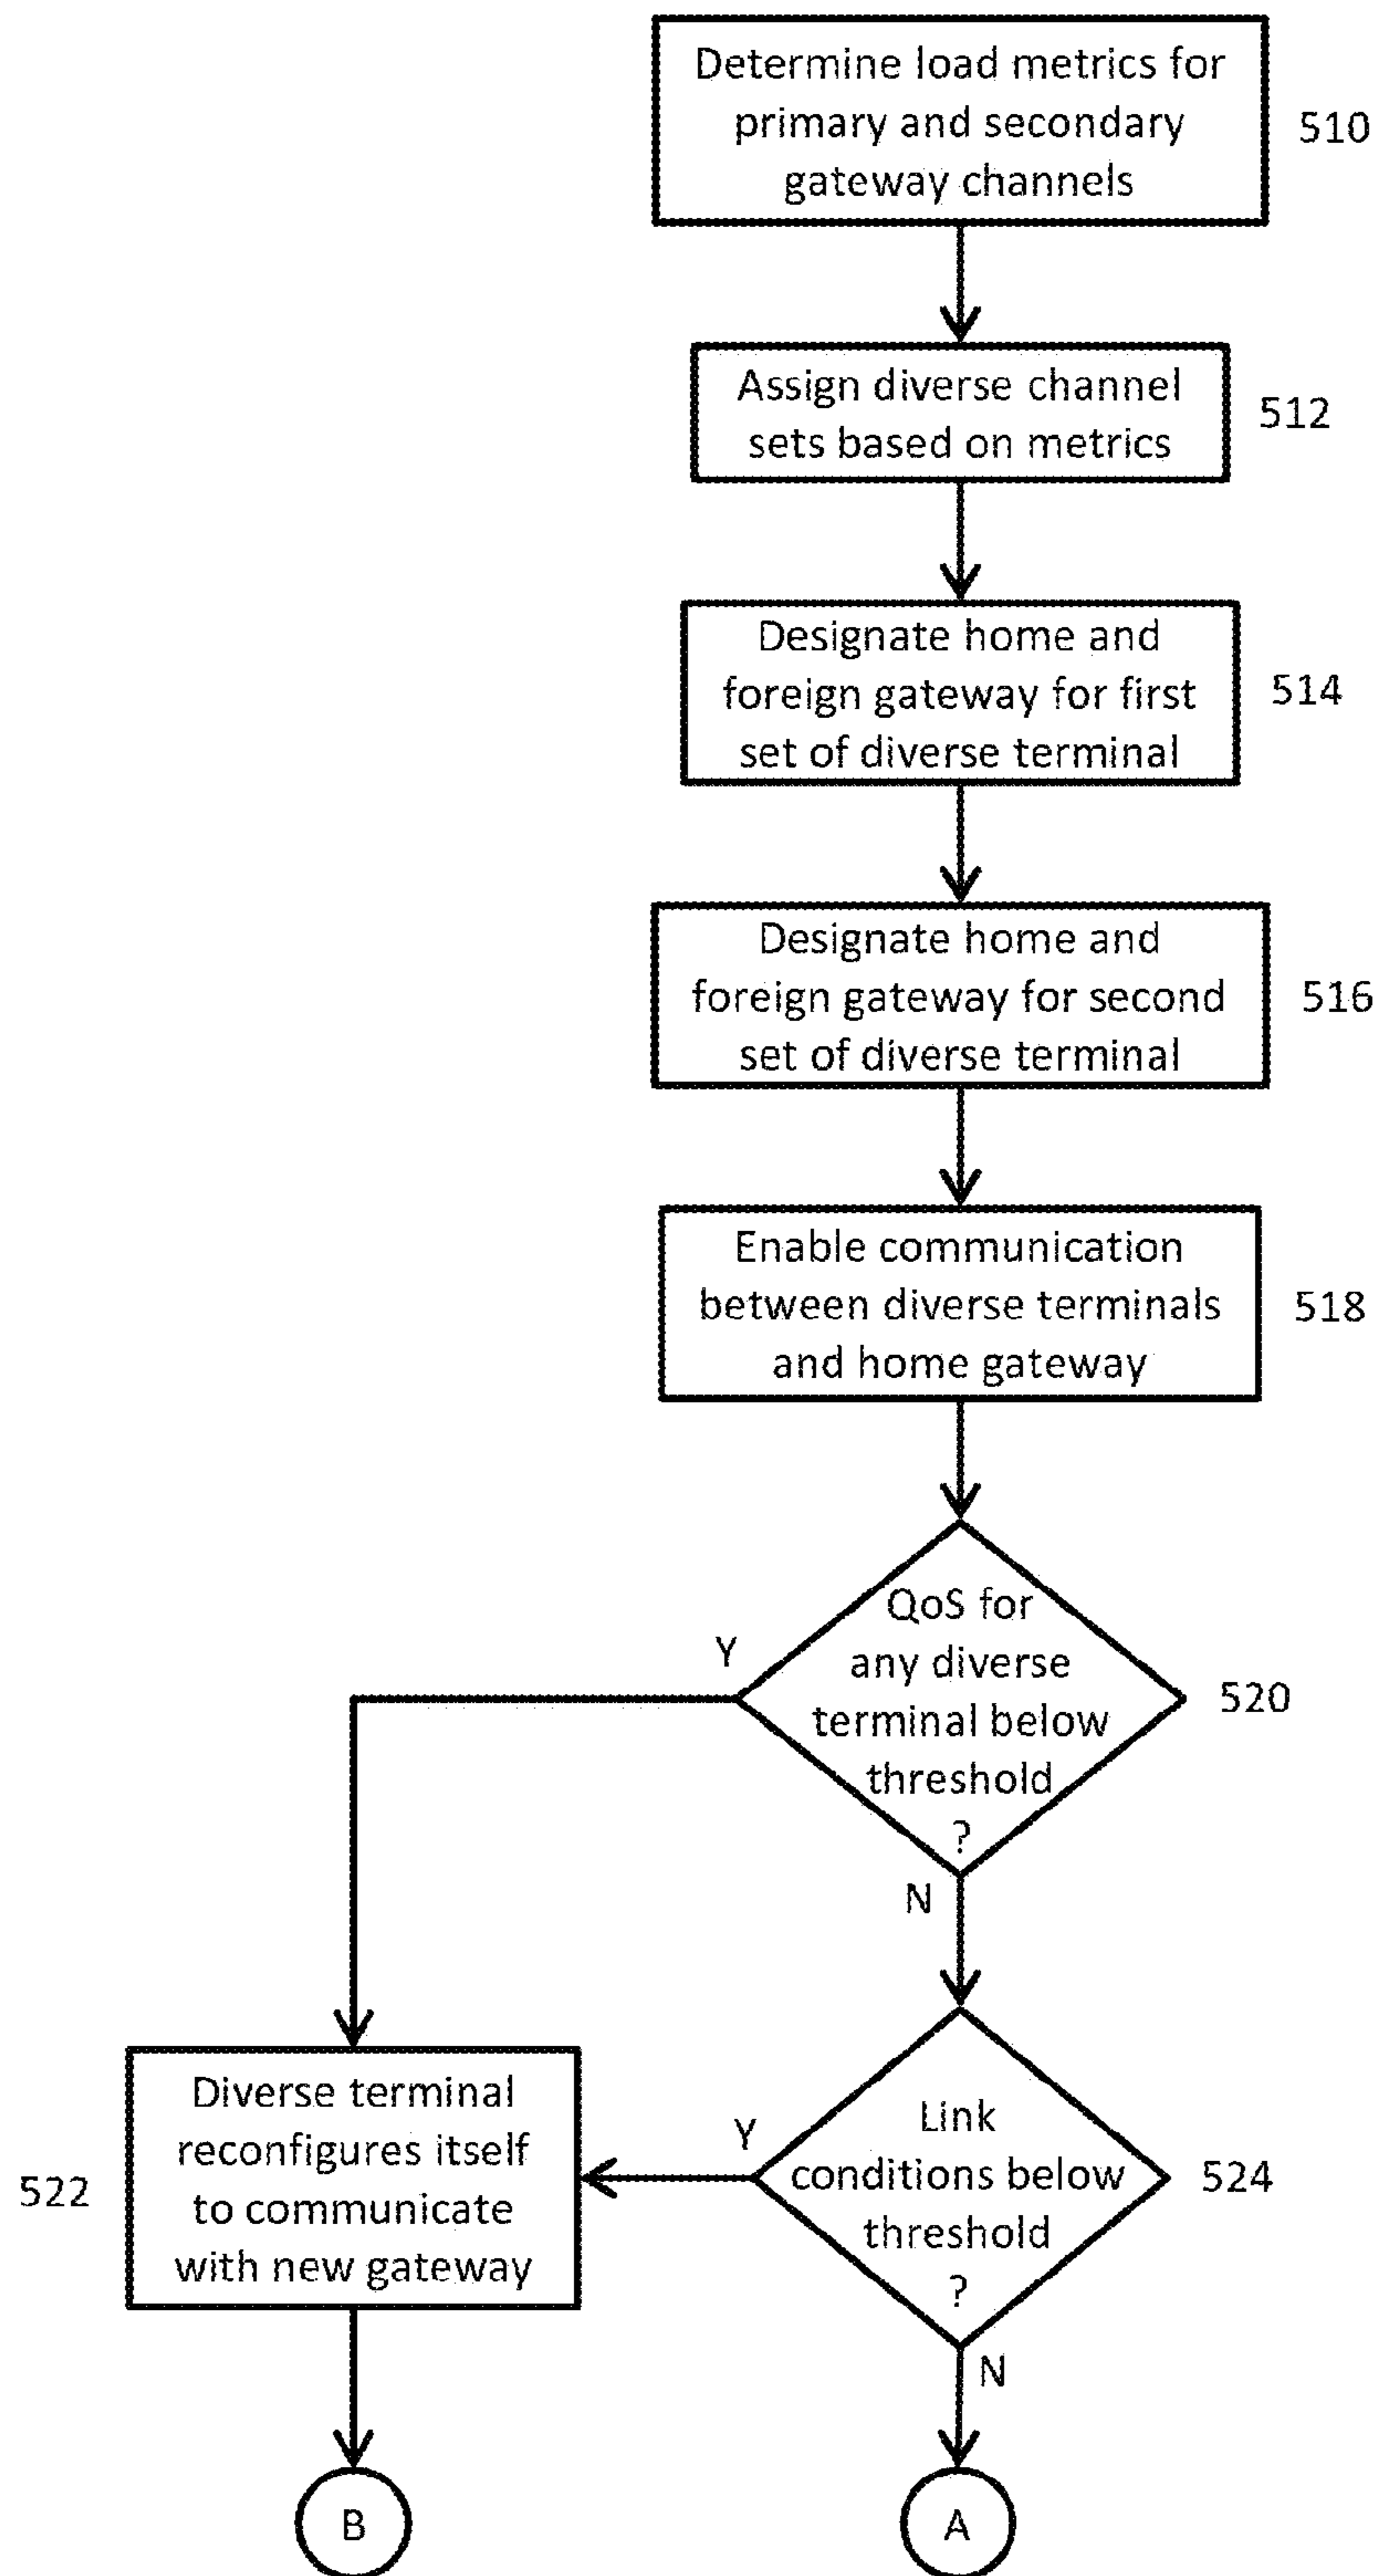 Determine load metrics for
primary and secondary
gateway channels
510
Assign diverse channel
sets based on metrics
512
Designate home and
foreign gateway for first
set of diverse terminal
514
Designate home and
foreign gateway for second
set of diverse terminal
516
Enable communication
between diverse terminals
and home gateway
518
QoS for
any diverse
terminal below
threshold
?
520
Y
N
Diverse terminal
reconfigures itself
to communicate
with new gateway
522
Link
conditions below
threshold
?
524
Y
N
B
A